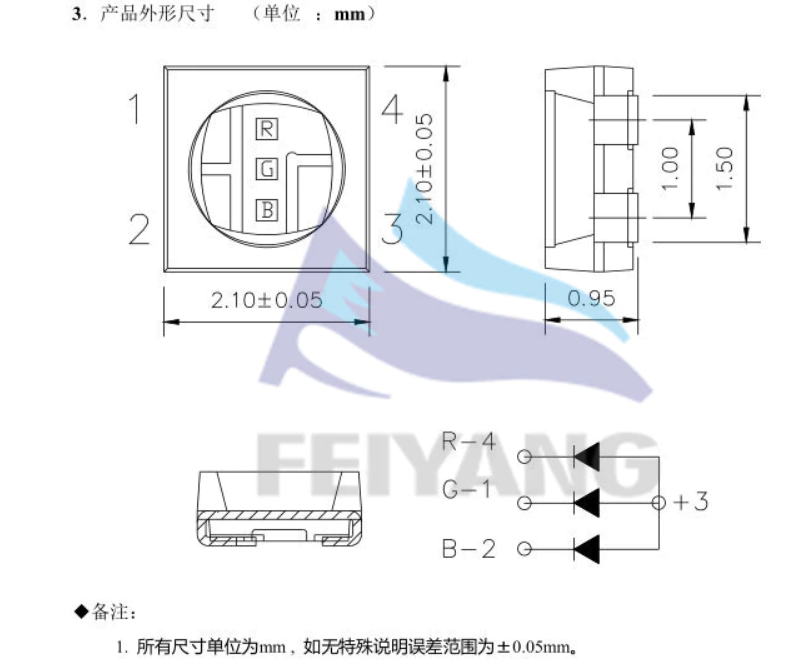 3. 产品外形尺寸 （单位 ：mm）
1
4
R
G
B
2
3
2.10±0.05
2.10±0.05
1.00
1.50
0.95
FEIYANG
R-4
G-1
+3
B-2
◆备注：
1. 所有尺寸单位为mm，如无特殊说明误差范围为±0.05mm。